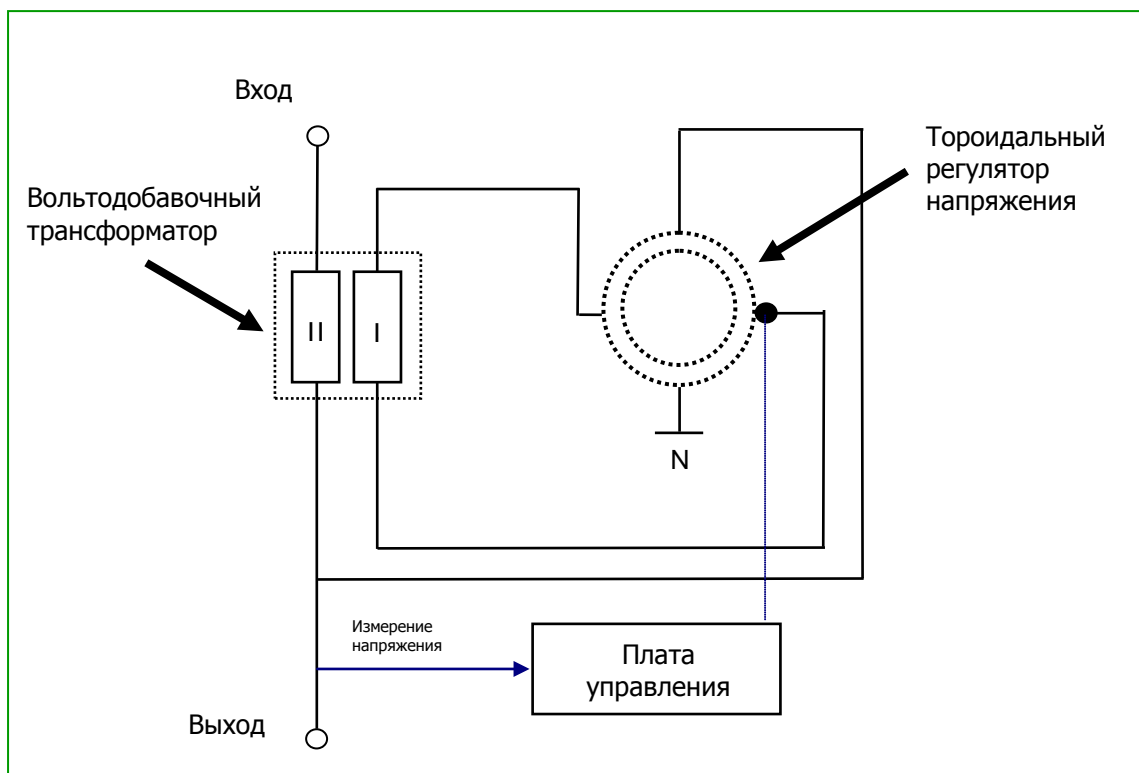 Вход
Тороидальный
регулятор
напряжения
Вольтодобавочный
трансформатор
II
I
N
Измерение
напряжения
Плата
управления
Выход